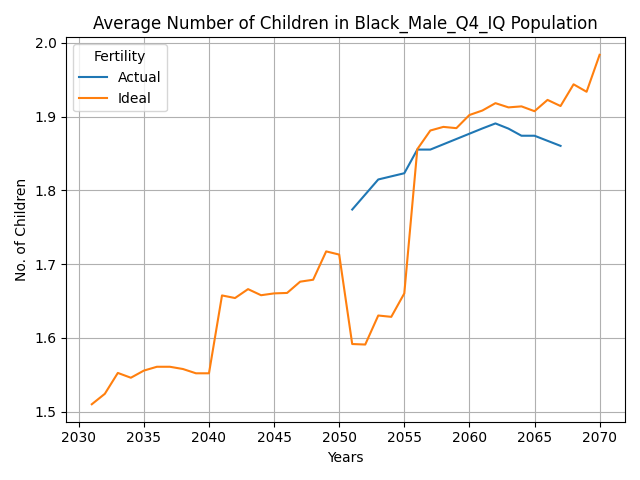 Average Number of Children in Black_Male_Q4_IQ Population
Fertility
Actual
Ideal
No. of Children
2.0
1.9
1.8
1.7
1.6
1.5
2030 2035 2040 2045 2050 2055 2060 2065 2070
Years